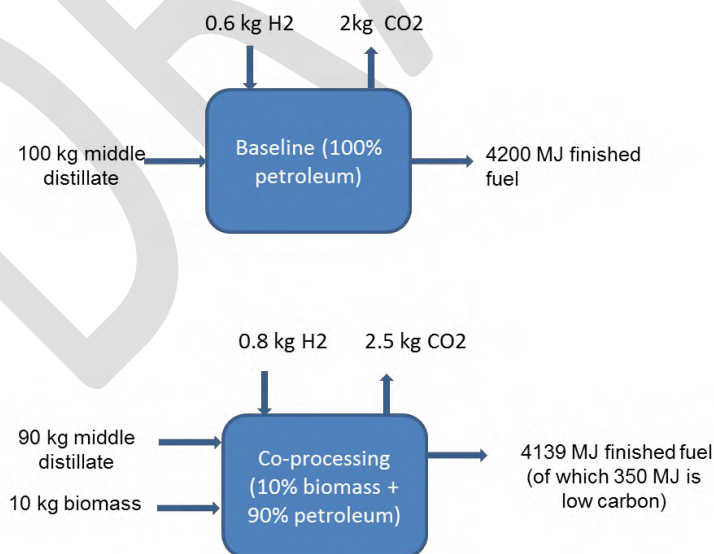 0.6 kg H2
2kg CO2
100 kg middle
distillate
Baseline (100%
petroleum)
4200 MJ finished
fuel
0.8 kg H2
2.5 kg CO2
90 kg middle
distillate
10 kg biomass
Co-processing
(10% biomass +
90% petroleum)
4139 MJ finished fuel
(of which 350 MJ is
low carbon)